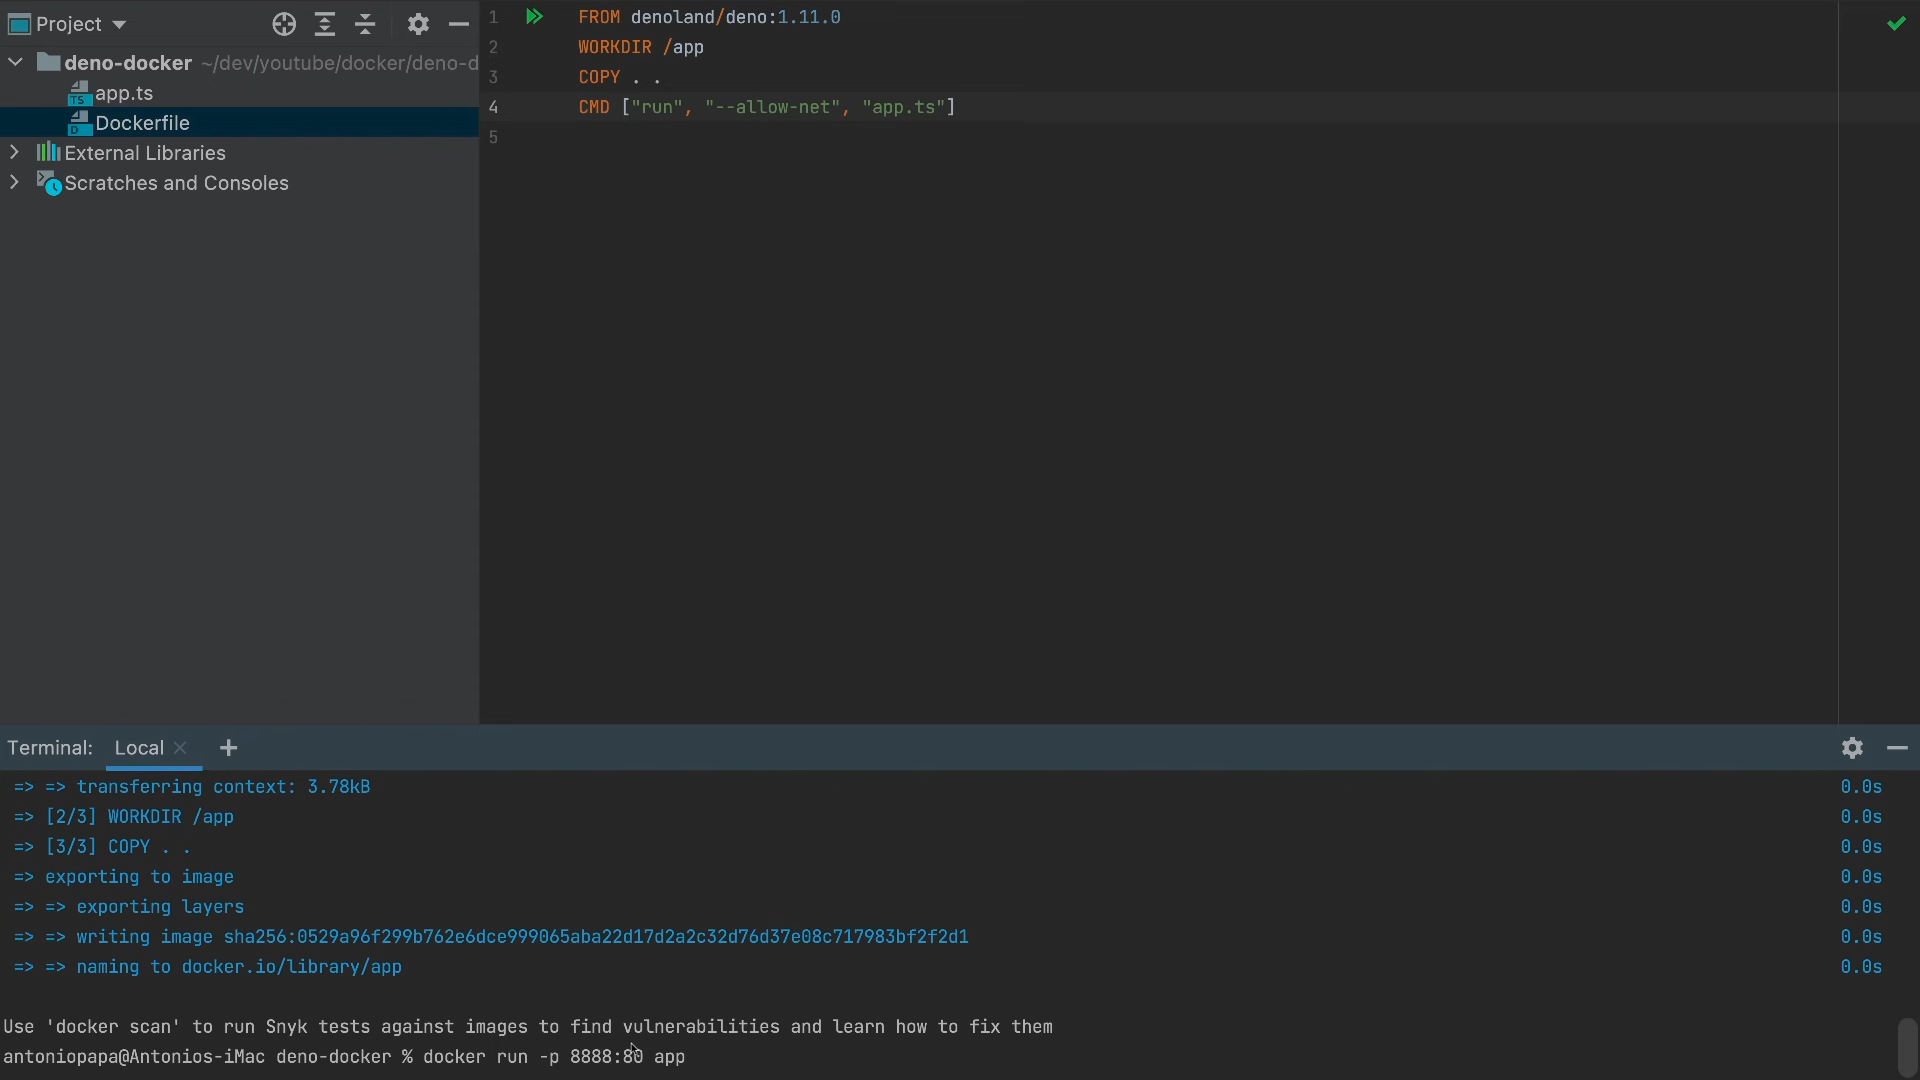 Project
deno-docker ~/dev/youtube/docker/deno-d
app.ts
Dockerfile
External Libraries
Scratches and Consoles
1 FROM denoland/deno:1.11.0
2 WORKDIR /app
3 COPY . .
4 CMD ["run", "--allow-net", "app.ts"]
5
Terminal: Local
=> => transferring context: 3.78kB 0.0s
=> [2/3] WORKDIR /app 0.0s
=> [3/3] COPY . . 0.0s
=> exporting to image 0.0s
=> => exporting layers 0.0s
=> => writing image sha256:0529a96f299b762e6dce999065aba22d17d2a2c32d76d37e08c717983bf2f2d1 0.0s
=> => naming to docker.io/library/app 0.0s
Use 'docker scan' to run Snyk tests against images to find vulnerabilities and learn how to fix them
antoniopapa@Antonios-iMac deno-docker % docker run -p 8888:80 app